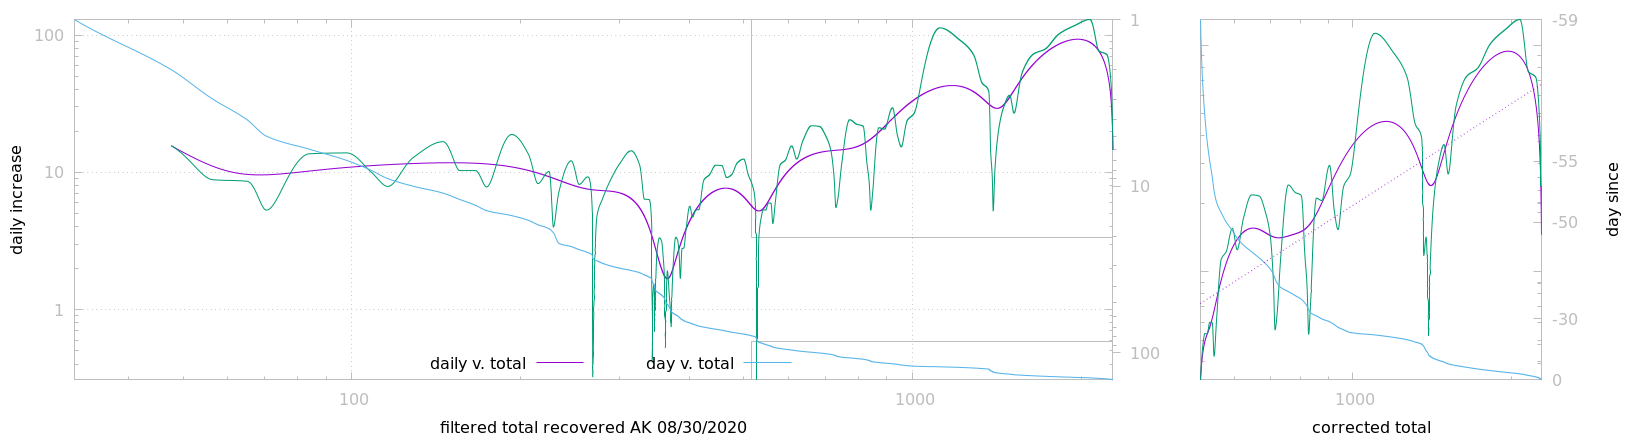 100
10
1
daily increase
daily v. total
day v. total
100
1000
filtered total recovered AK 08/30/2020
1
10
100
1000
corrected total
-59
-55
-50
-30
0
day since